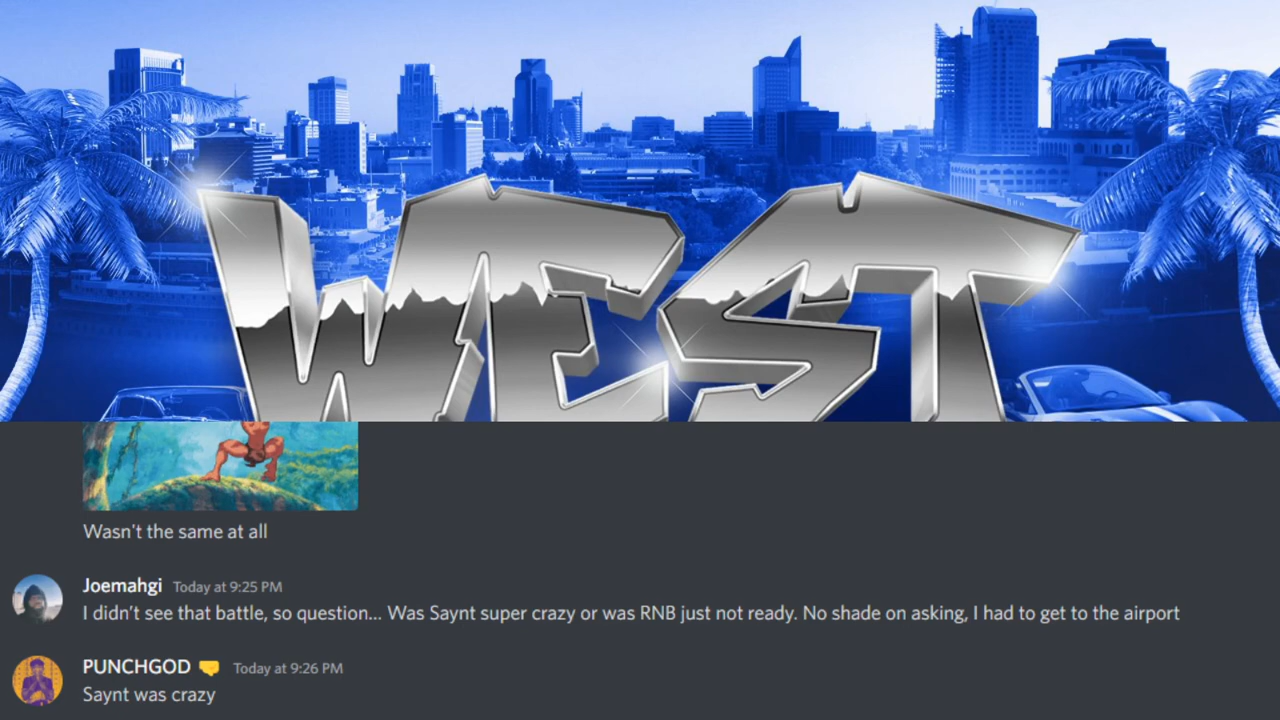 WEST
Wasn't the same at all
Joemahgi Today at 9:25 PM
I didn't see that battle, so question... Was Saynt super crazy or was RNB just not ready. No shade on asking, I had to get to the airport
PUNCHGOD Today at 9:26 PM
Saynt was crazy